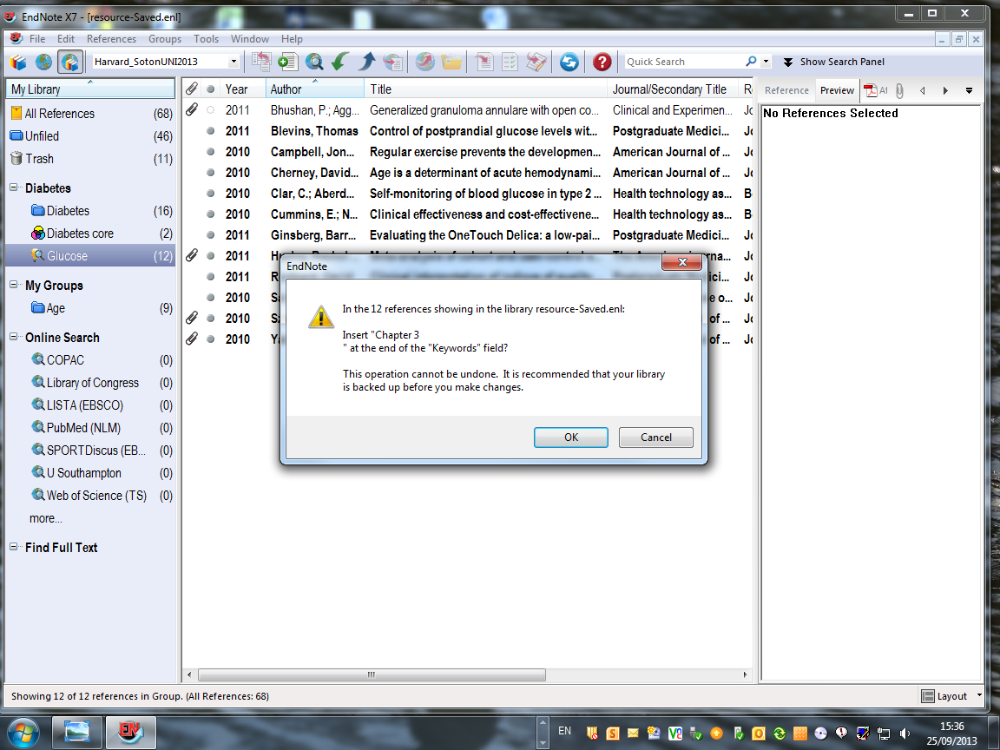 EndNote X7 - [resource-Saved.enl]
File Edit References Groups Tools Window Help
Harvard_SotonUNI2013
Quick Search
Show Search Panel
My Library
All References (68)
Unfiled (46)
Trash (11)
Diabetes
Diabetes (16)
Diabetes core (2)
Glucose (12)
My Groups
Age (9)
Online Search
COPAC (0)
Library of Congress (0)
LISTA (EBSCO) (0)
PubMed (NLM) (0)
SPORTDiscus (EB... (0)
U Southampton (0)
Web of Science (TS) (0)
more...
Find Full Text
Year Author Title Journal/Secondary Title
2011 Bhushan, P.; Agg... Generalized granuloma annulare with open co... Clinical and Experimen...
2011 Blevins, Thomas Control of postprandial glucose levels wit... Postgraduate Medici...
2010 Campbell, Jon... Regular exercise prevents the developmen... American Journal of ...
2010 Cherney, David... Age is a determinant of acute hemodynami... American Journal of ...
2010 Clar, C.; Aberd... Self-monitoring of blood glucose in type 2 ... Health technology as...
2010 Cummins, E.; N... Clinical effectiveness and cost-effectivene... Health technology as...
2011 Ginsberg, Barr... Evaluating the OneTouch Delica: a low-pai... Postgraduate Medici...
2011
2011
2010
2010
2010
Reference Preview
No References Selected
EndNote
In the 12 references showing in the library resource-Saved.enl:
Insert "Chapter 3
" at the end of the "Keywords" field?
This operation cannot be undone. It is recommended that your library
is backed up before you make changes.
OK Cancel
Showing 12 of 12 references in Group. (All References: 68)
Layout
EN
15:36
25/09/2013